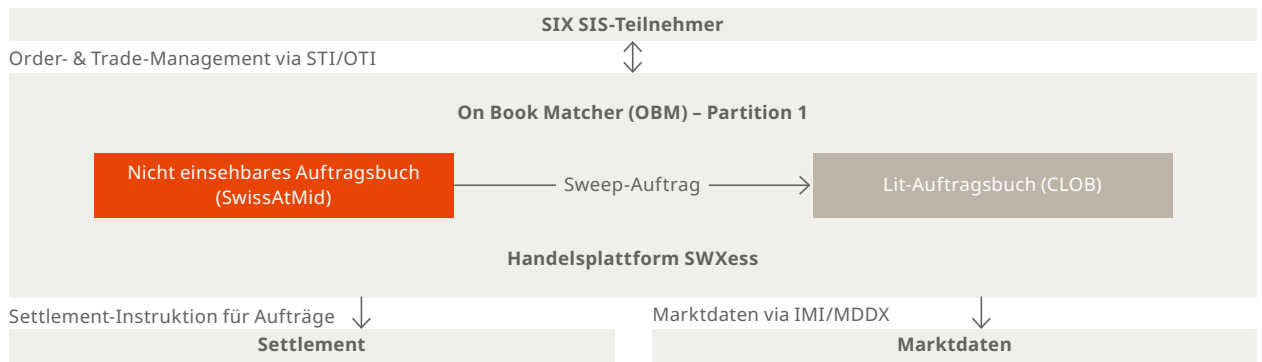 SIX SIS-Teilnehmer
Order- & Trade-Management via STI/OTI
On Book Matcher (OBM) – Partition 1
Nicht einsehbares Auftragsbuch
(SwissAtMid)
Sweep-Auftrag
Lit-Auftragsbuch (CLOB)
Handelsplattform SWXess
Settlement-Instruktion für Aufträge
Marktdaten via IMI/MDDX
Settlement
Marktdaten